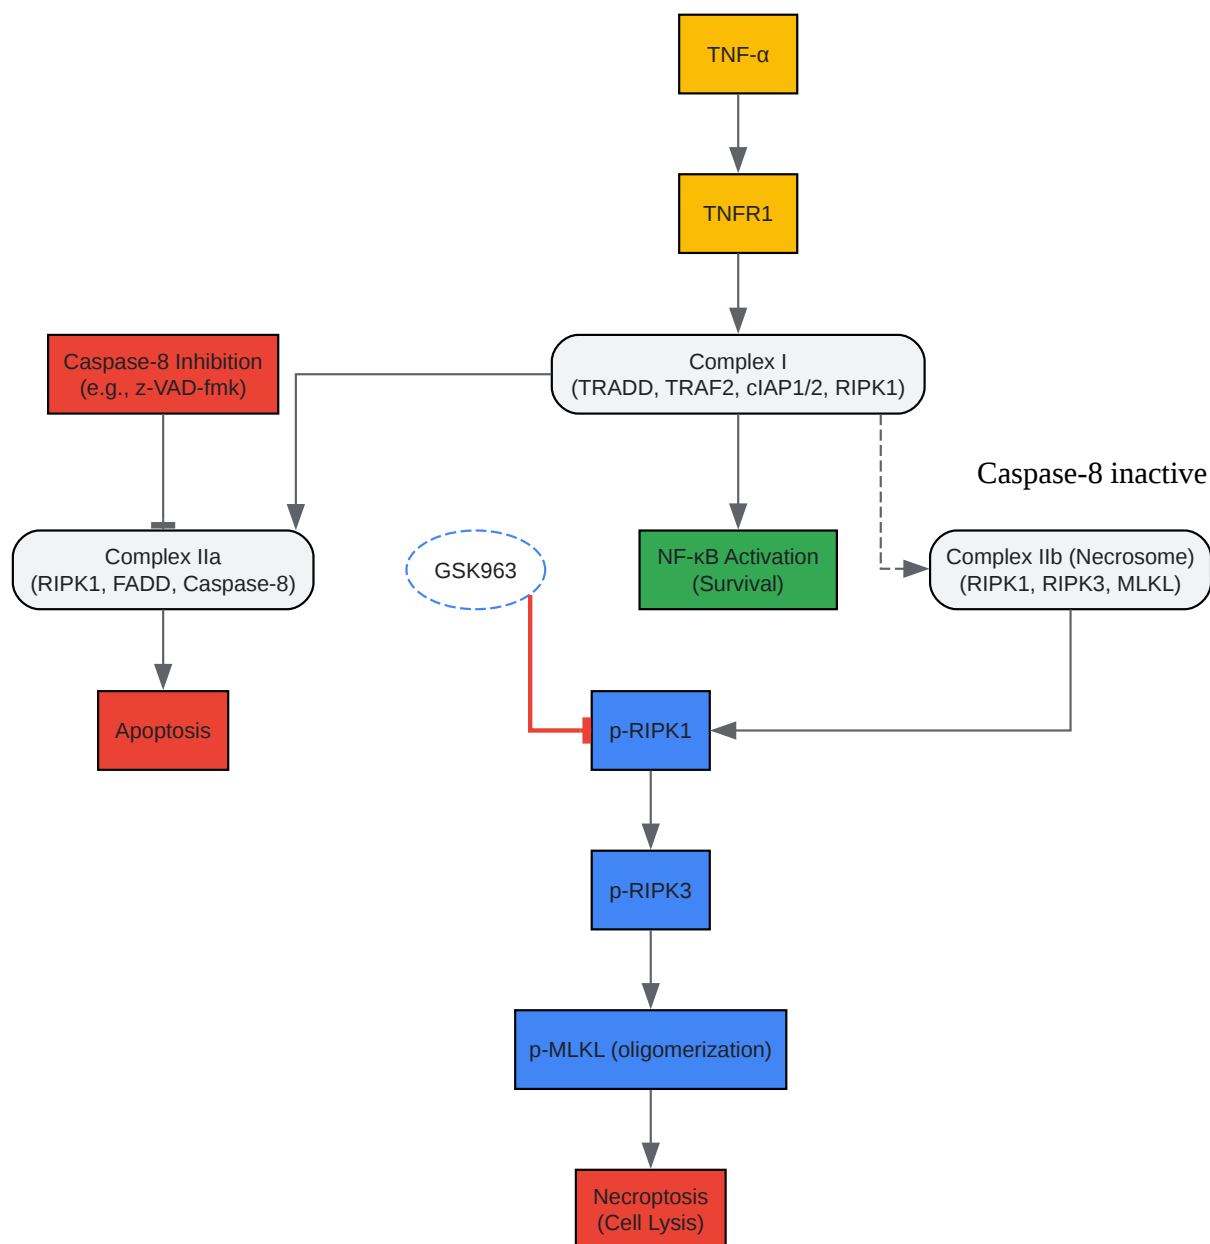 TNF-α
TNFR1
Caspase-8 Inhibition
(e.g., z-VAD-fmk)
Complex I
(TRADD, TRAF2, cIAP1/2, RIPK1)
Caspase-8 inactive
Complex IIa
(RIPK1, FADD, Caspase-8)
GSK963
NF-κB Activation
(Survival)
Complex IIb (Necrosome)
(RIPK1, RIPK3, MLKL)
Apoptosis
p-RIPK1
p-RIPK3
p-MLKL (oligomerization)
Necroptosis
(Cell Lysis)